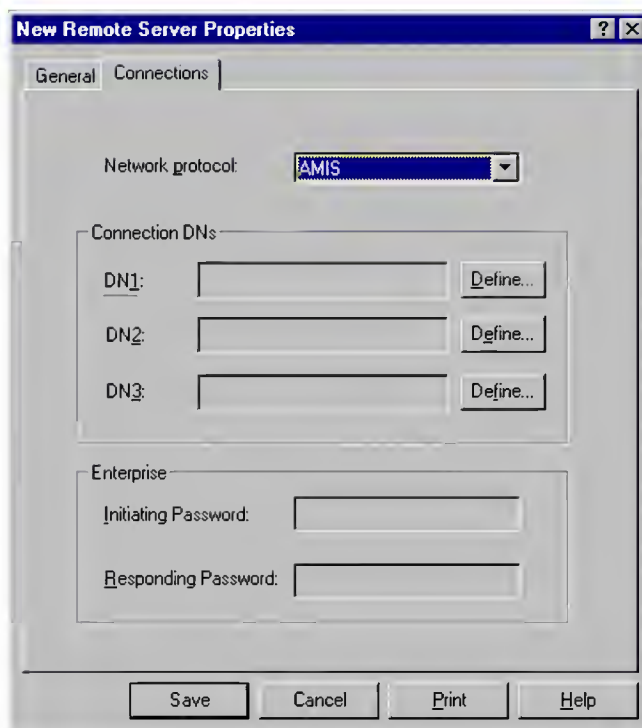 New Remote Server Properties
General Connections
Network protocol: AMIS
Connection DNs
DN1: Define...
DN2: Define...
DN3: Define...
Enterprise
Initiating Password:
Responding Password:
Save Cancel Print Help